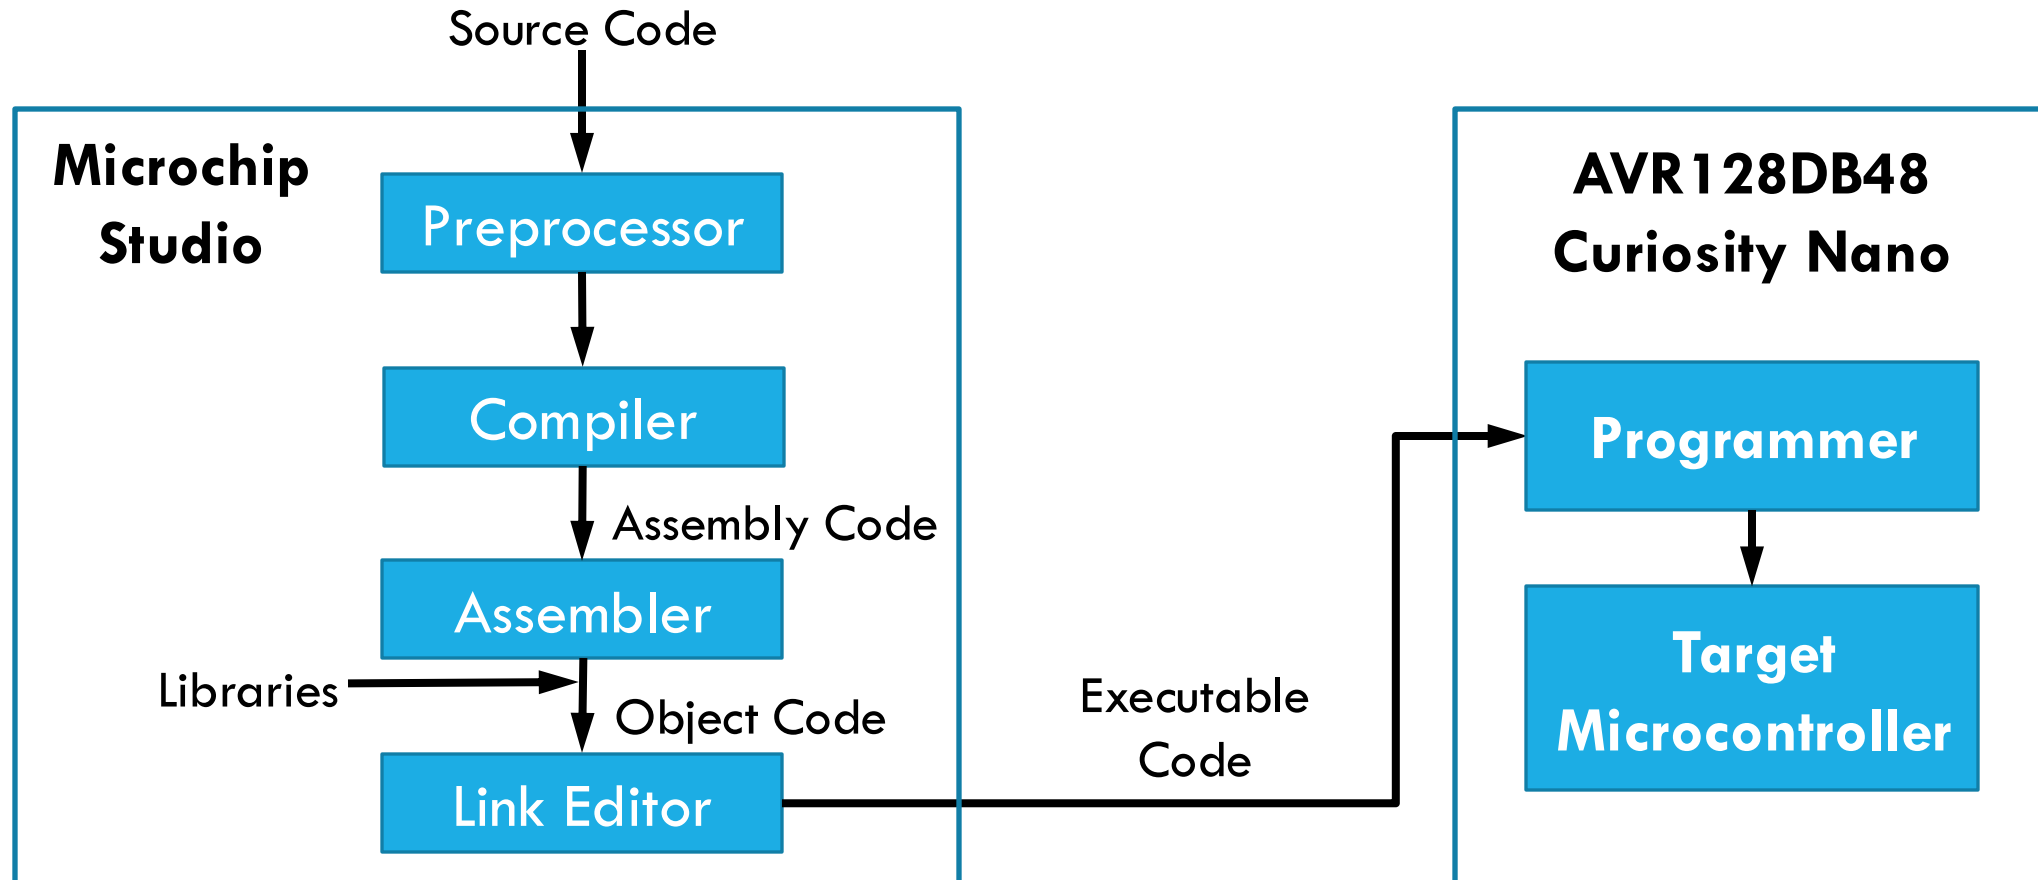 Source Code
Microchip
Studio
Preprocessor
Compiler
Assembly Code
Assembler
Libraries
Object Code
Link Editor
Executable
Code
AVR128DB48
Curiosity Nano
Programmer
Target
Microcontroller